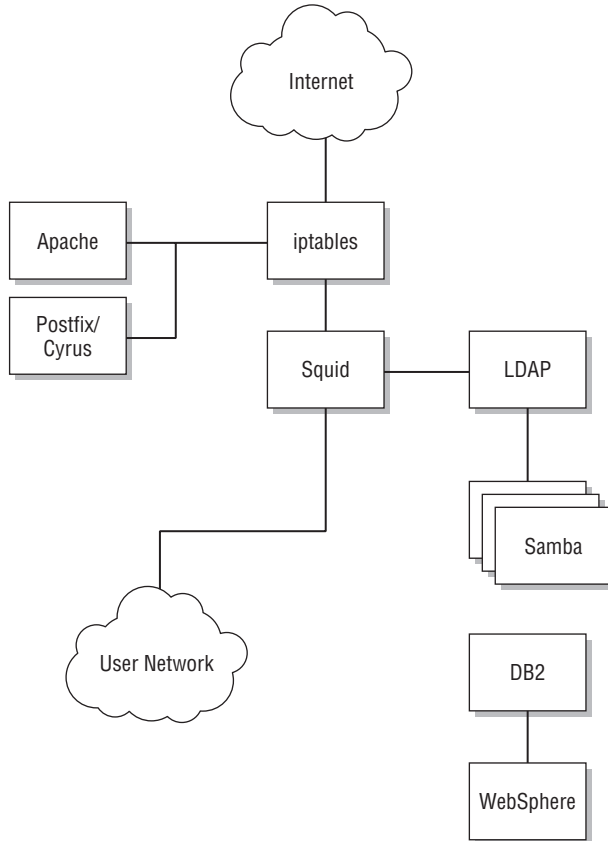 Internet
Apache
iptables
Postfix/
Cyrus
Squid
LDAP
Samba
User Network
DB2
WebSphere